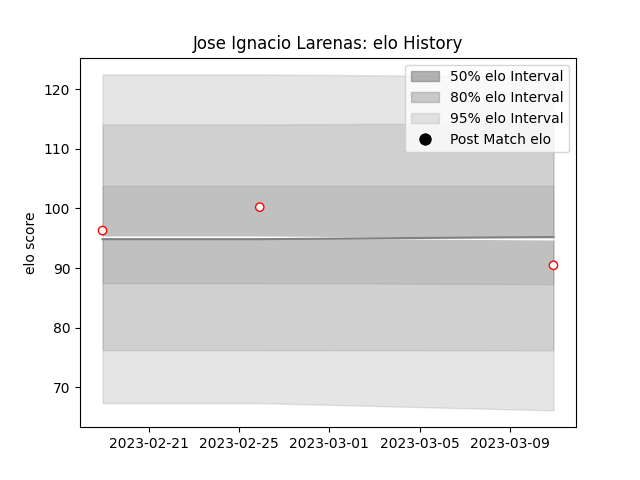 Jose Ignacio Larenas: elo History
50% elo Interval
80% elo Interval
95% elo Interval
Post Match elo
elo score
120
110
100
90
80
70
2023-02-21 2023-02-25 2023-03-01 2023-03-05 2023-03-09